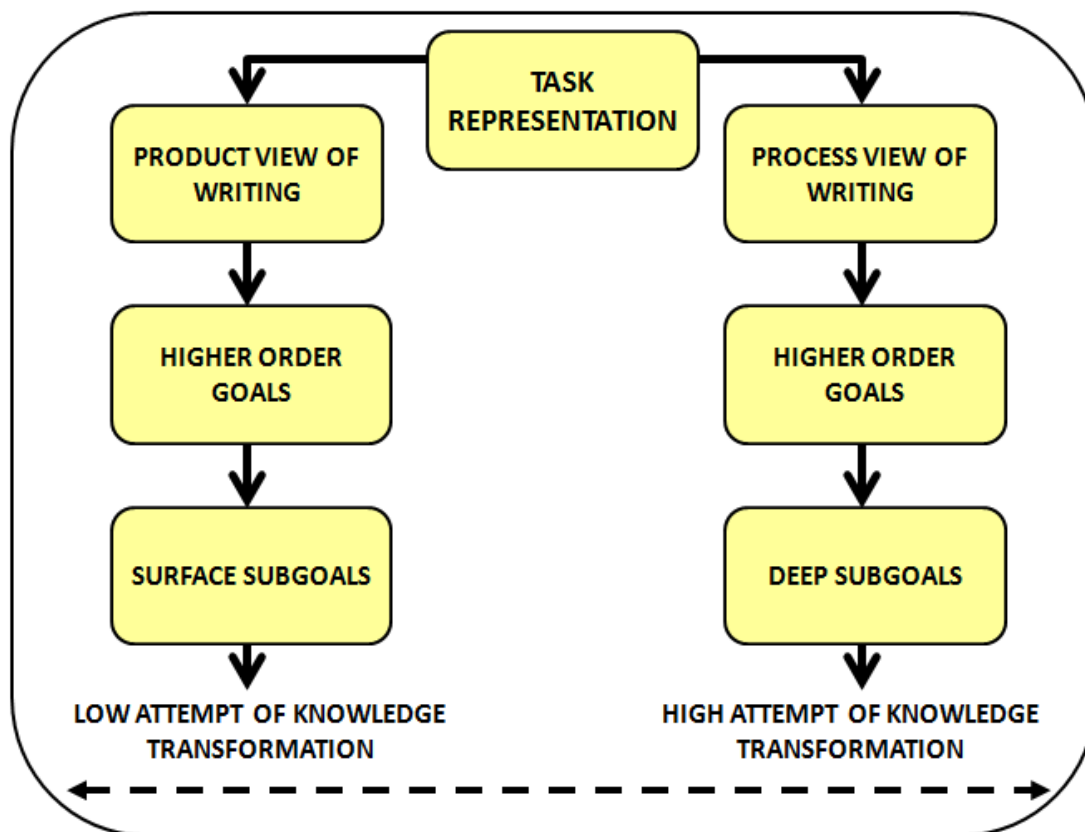 TASK
REPRESENTATION
PRODUCT VIEW OF
WRITING
PROCESS VIEW OF
WRITING
HIGHER ORDER
GOALS
HIGHER ORDER
GOALS
SURFACE SUBGOALS
DEEP SUBGOALS
LOW ATTEMPT OF KNOWLEDGE
TRANSFORMATION
HIGH ATTEMPT OF KNOWLEDGE
TRANSFORMATION